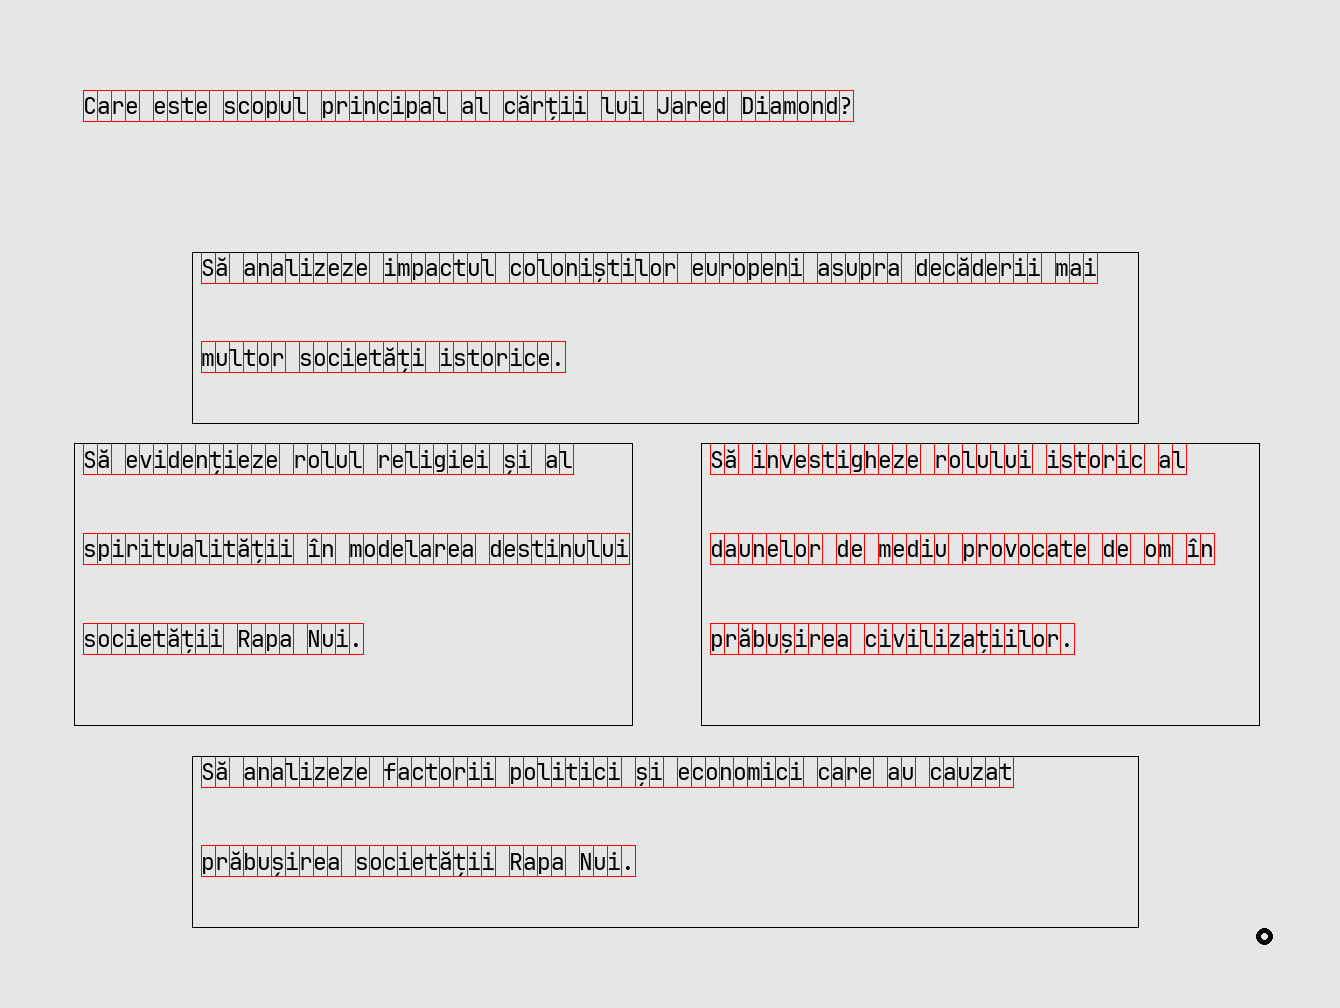 Care este scopul principal al cărții lui Jared Diamond?
Să analizeze impactul coloniștilor europeni asupra decăderii mai
multor societăți istorice.
Să evidențieze rolul religiei și al
spiritualității în modelarea destinului
societății Rapa Nui.
Să investigheze rolului istoric al
daunelor de mediu provocate de om în
prăbușirea civilizațiilor.
Să analizeze factorii politici și economici care au cauzat
prăbușirea societății Rapa Nui.